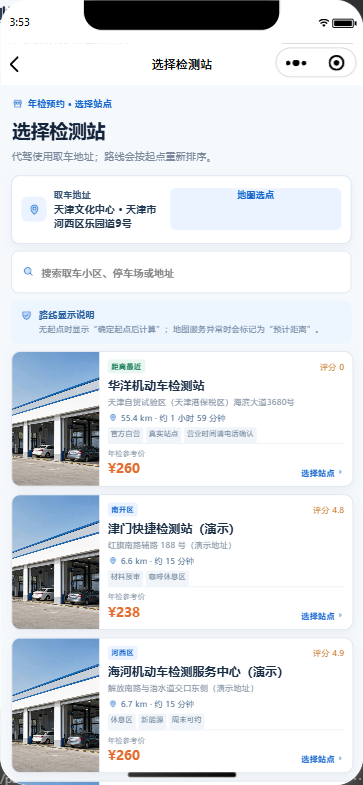 3:53
选择检测站
年检预约 • 选择站点
选择检测站
代驾使用取车地址；路线会按起点重新排序。
取车地址
天津文化中心 • 天津市
河西区乐园道9号
地图选点
搜索取车小区、停车场或地址
路线显示说明
无起点时显示“确定起点后计算”；地图服务异常时会标记为“预计距离”。
距离最近
评分 0
华洋机动车检测站
天津自贸试验区（天津港保税区）海滨大道3680号
55.4 km · 约 1 小时 59 分钟
官方自营 真实站点 营业时间请电话确认
年检参考价
¥260
选择站点
南开区
评分 4.8
津门快捷检测站（演示）
红旗南路辅路 188 号（演示地址）
6.6 km · 约 15 分钟
材料预审 咖啡休息区
年检参考价
¥238
选择站点
河西区
评分 4.9
海河机动车检测服务中心（演示）
解放南路与浯水道交口东侧（演示地址）
6.7 km · 约 15 分钟
休息区 新能源 周末可约
年检参考价
¥260
选择站点